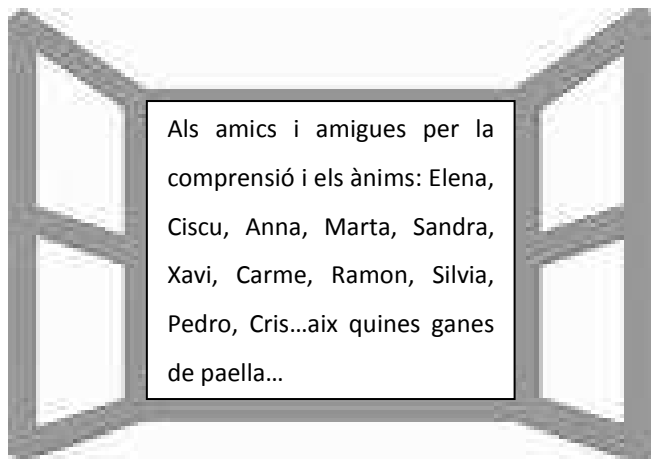 Als amics i amigues per la
comprensió i els ànims: Elena,
Ciscu, Anna, Marta, Sandra,
Xavi, Carme, Ramon, Silvia,
Pedro, Cris…aix quines ganes
de paella…